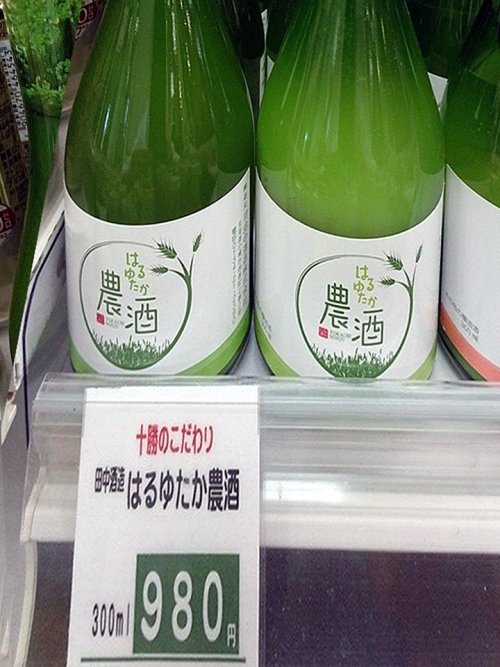 はるゆたか
農酒
はるゆたか
農酒
十勝のこだわり
田中酒造 はるゆたか農酒
300ml 980円